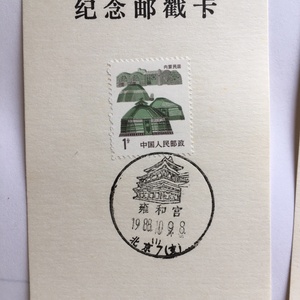 纪念邮戳卡
内蒙民居
1分
中国人民邮政
雍和宫
1988.10.9.8
北京7(支)